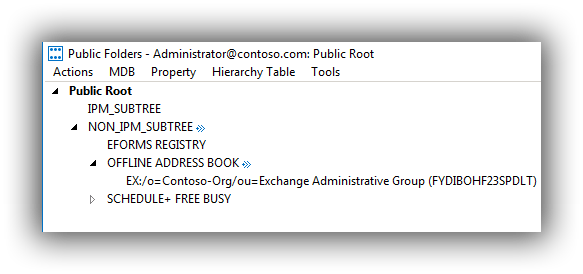 Public Folders - Administrator@contoso.com: Public Root
Actions MDB Property Hierarchy Table Tools
Public Root
IPM_SUBTREE
NON_IPM_SUBTREE
EFORMS REGISTRY
OFFLINE ADDRESS BOOK
EX:/o=Contoso-Org/ou=Exchange Administrative Group (FYDIBOHF23SPDLT)
SCHEDULE+ FREE BUSY